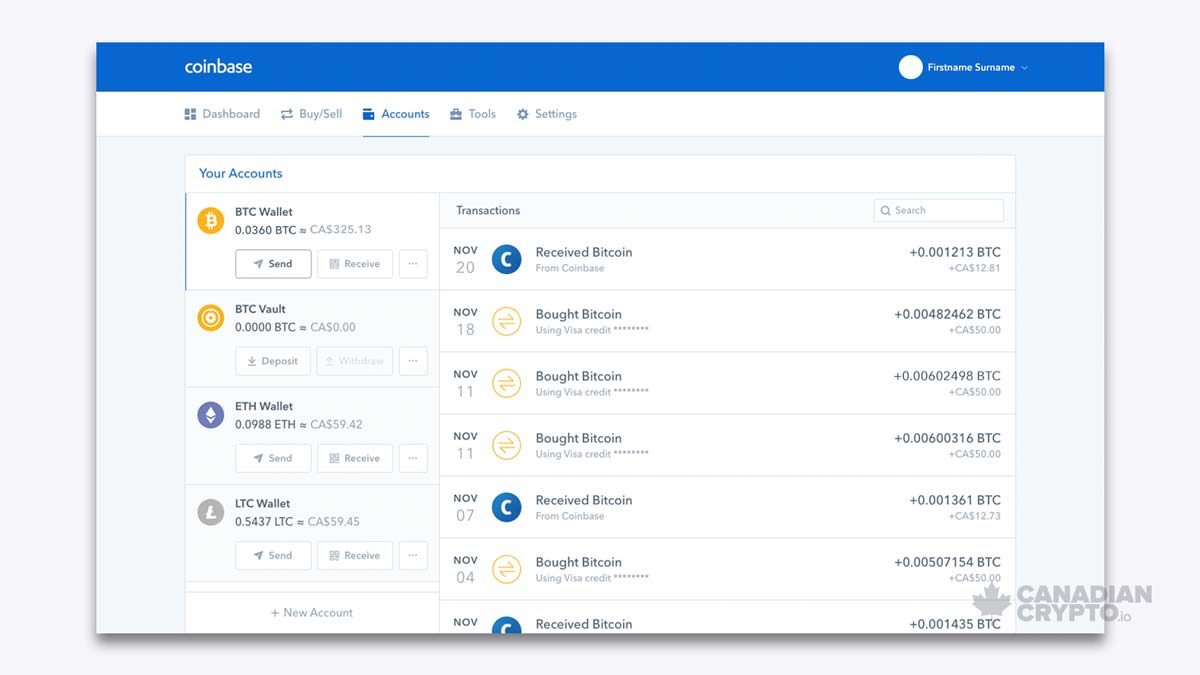 coinbase
Firstname Surname
Dashboard
Buy/Sell
Accounts
Tools
Settings
Your Accounts
BTC Wallet
0.0360 BTC ≈ CA$325.13
Send
Receive
...
BTC Vault
0.0000 BTC ≈ CA$0.00
Deposit
Withdraw
...
ETH Wallet
0.0988 ETH ≈ CA$59.42
Send
Receive
...
LTC Wallet
0.5437 LTC ≈ CA$59.45
Send
Receive
...
+ New Account
Transactions
Search
NOV
20
Received Bitcoin
From Coinbase
+0.001213 BTC
+CA$12.81
NOV
18
Bought Bitcoin
Using Visa credit ********
+0.00482462 BTC
+CA$50.00
NOV
11
Bought Bitcoin
Using Visa credit ********
+0.00602498 BTC
+CA$50.00
NOV
11
Bought Bitcoin
Using Visa credit ********
+0.00600316 BTC
+CA$50.00
NOV
07
Received Bitcoin
From Coinbase
+0.001361 BTC
+CA$12.73
NOV
04
Bought Bitcoin
Using Visa credit ********
+0.00507154 BTC
+CA$50.00
NOV
Received Bitcoin
+0.001435 BTC
CANADIAN
CRYPTO.io